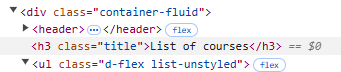 ▼<div class="container-fluid">
▶<header>⋯</header> flex
<h3 class="title">List of courses</h3> == $0
▼<ul class="d-flex list-unstyled"> flex